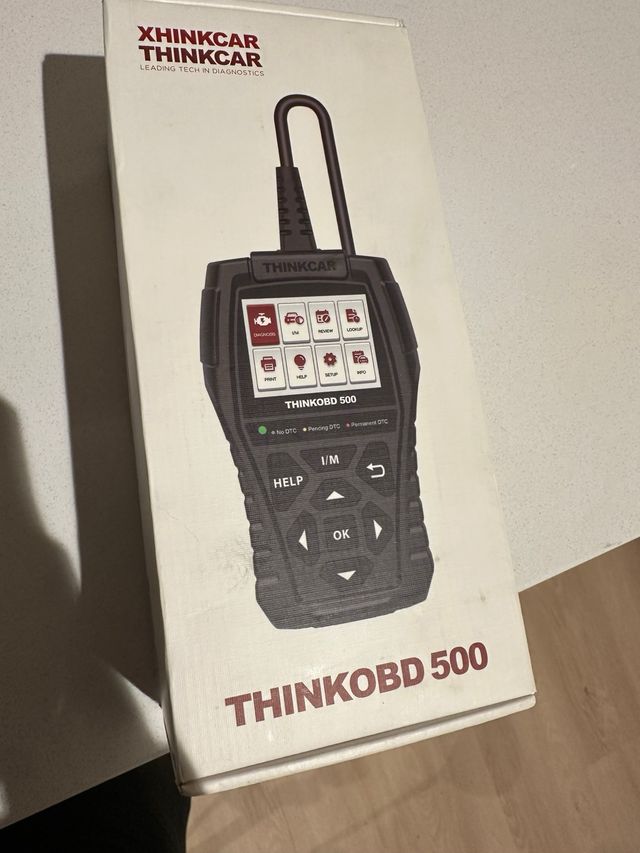 XHINKCAR
THINKCAR
LEADING TECH IN DIAGNOSTICS
THINKCAR
DIAGNOSIS
I/M
REVIEW
LOOKUP
PRINT
HELP
SETUP
INFO
THINKOBD 500
No DTC
Pending DTC
Permanent DTC
I/M
HELP
OK
THINKOBD 500